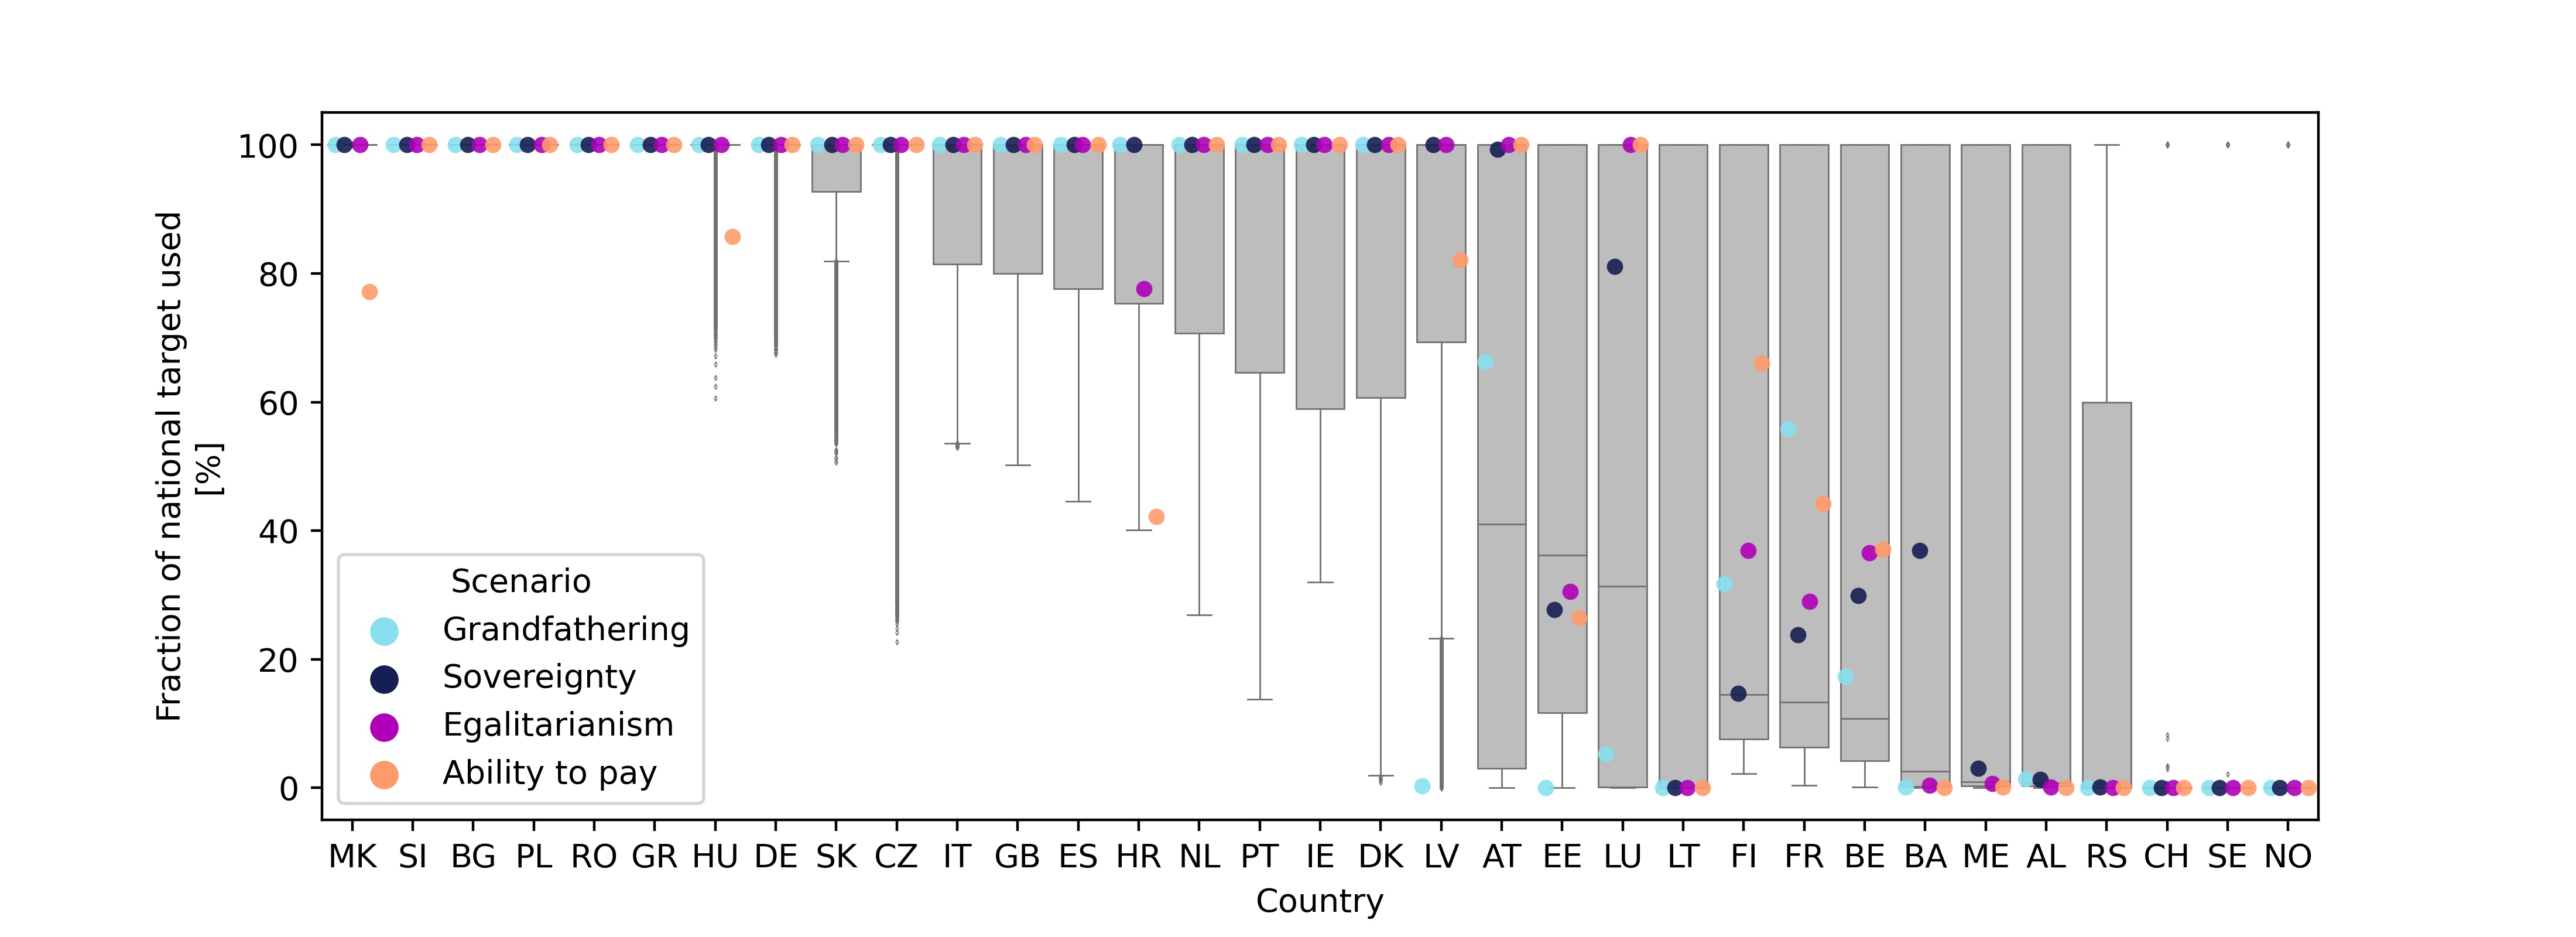 Fraction of national target used
[%]
100
80
60
40
20
0
Scenario
Grandfathering
Sovereignty
Egalitarianism
Ability to pay
MK SI BG PL RO GR HU DE SK CZ IT GB ES HR NL PT IE DK LV AT EE LU LT FI FR BE BA ME AL RS CH SE NO
Country